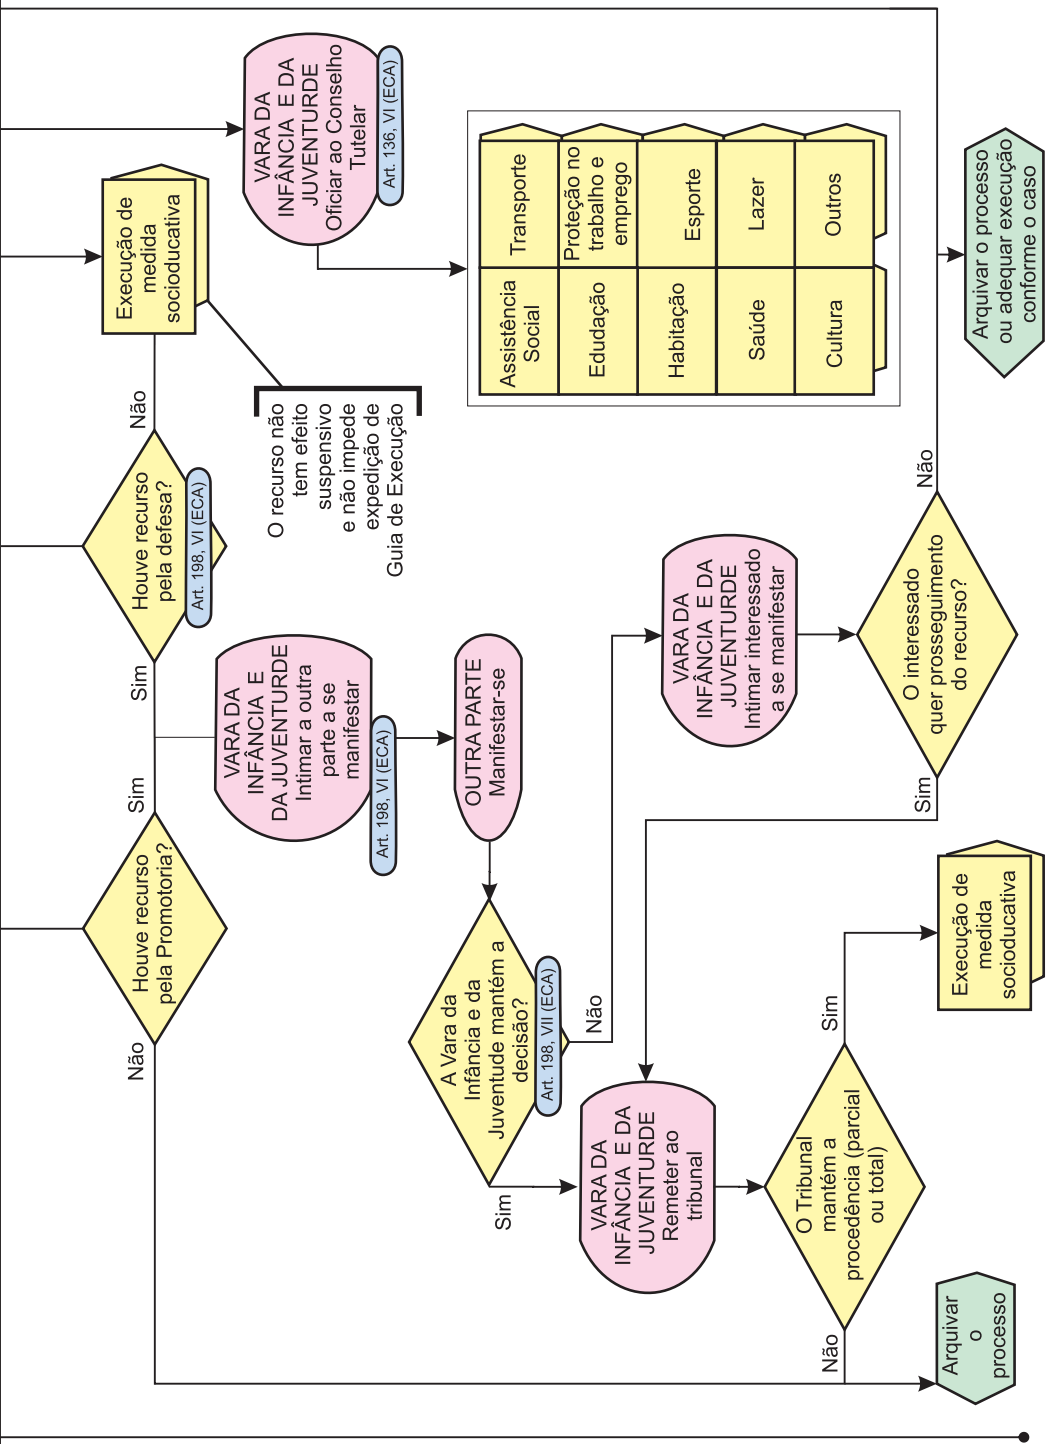 Não
Houve recurso
pela Promotoria?
Sim
Sim
Houve recurso
pela defesa?
Art. 198, VI (ECA)
Não
Execução de
medida
socioducativa
O recurso não
tem efeito
suspensivo
e não impede
expedição de
Guia de Execução
VARA DA
INFÂNCIA E DA
JUVENTURDE
Oficiar ao Conselho
Tutelar
Art. 136, VI (ECA)
VARA DA
INFÂNCIA E
DA JUVENTURDE
Intimar a outra
parte a se
manifestar
Art. 198, VI (ECA)
OUTRA PARTE
Manifestar-se
A Vara da
Infância e da
Juventude mantém a
decisão?
Art. 198, VII (ECA)
Sim
Não
Assistência
Social
Transporte
Edudação
Proteção no
trabalho e
emprego
Habitação
Esporte
Saúde
Lazer
Cultura
Outros
VARA DA
INFÂNCIA E DA
JUVENTURDE
Remeter ao
tribunal
VARA DA
INFÂNCIA E DA
JUVENTURDE
Intimar interessado
a se manifestar
O Tribunal
mantém a
procedência (parcial
ou total)
Não
Sim
O interessado
quer prosseguimento
do recurso?
Sim
Não
Arquivar
o
processo
Execução de
medida
socioducativa
Arquivar o processo
ou adequar execução
conforme o caso